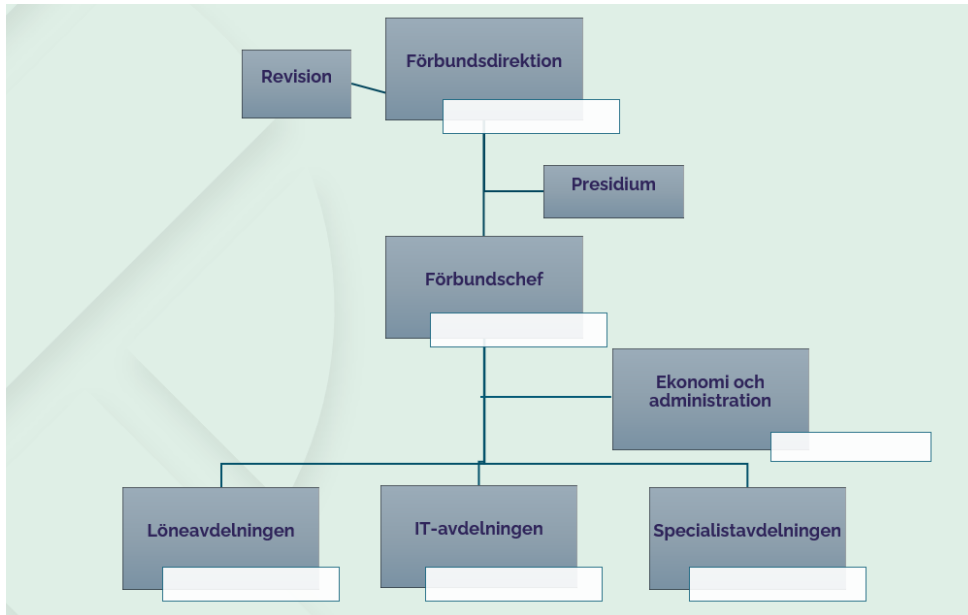 Förbundsdirektion
Revision
Presidium
Förbundschef
Ekonomi och
administration
Löneavdelningen
IT-avdelningen
Specialistavdelningen